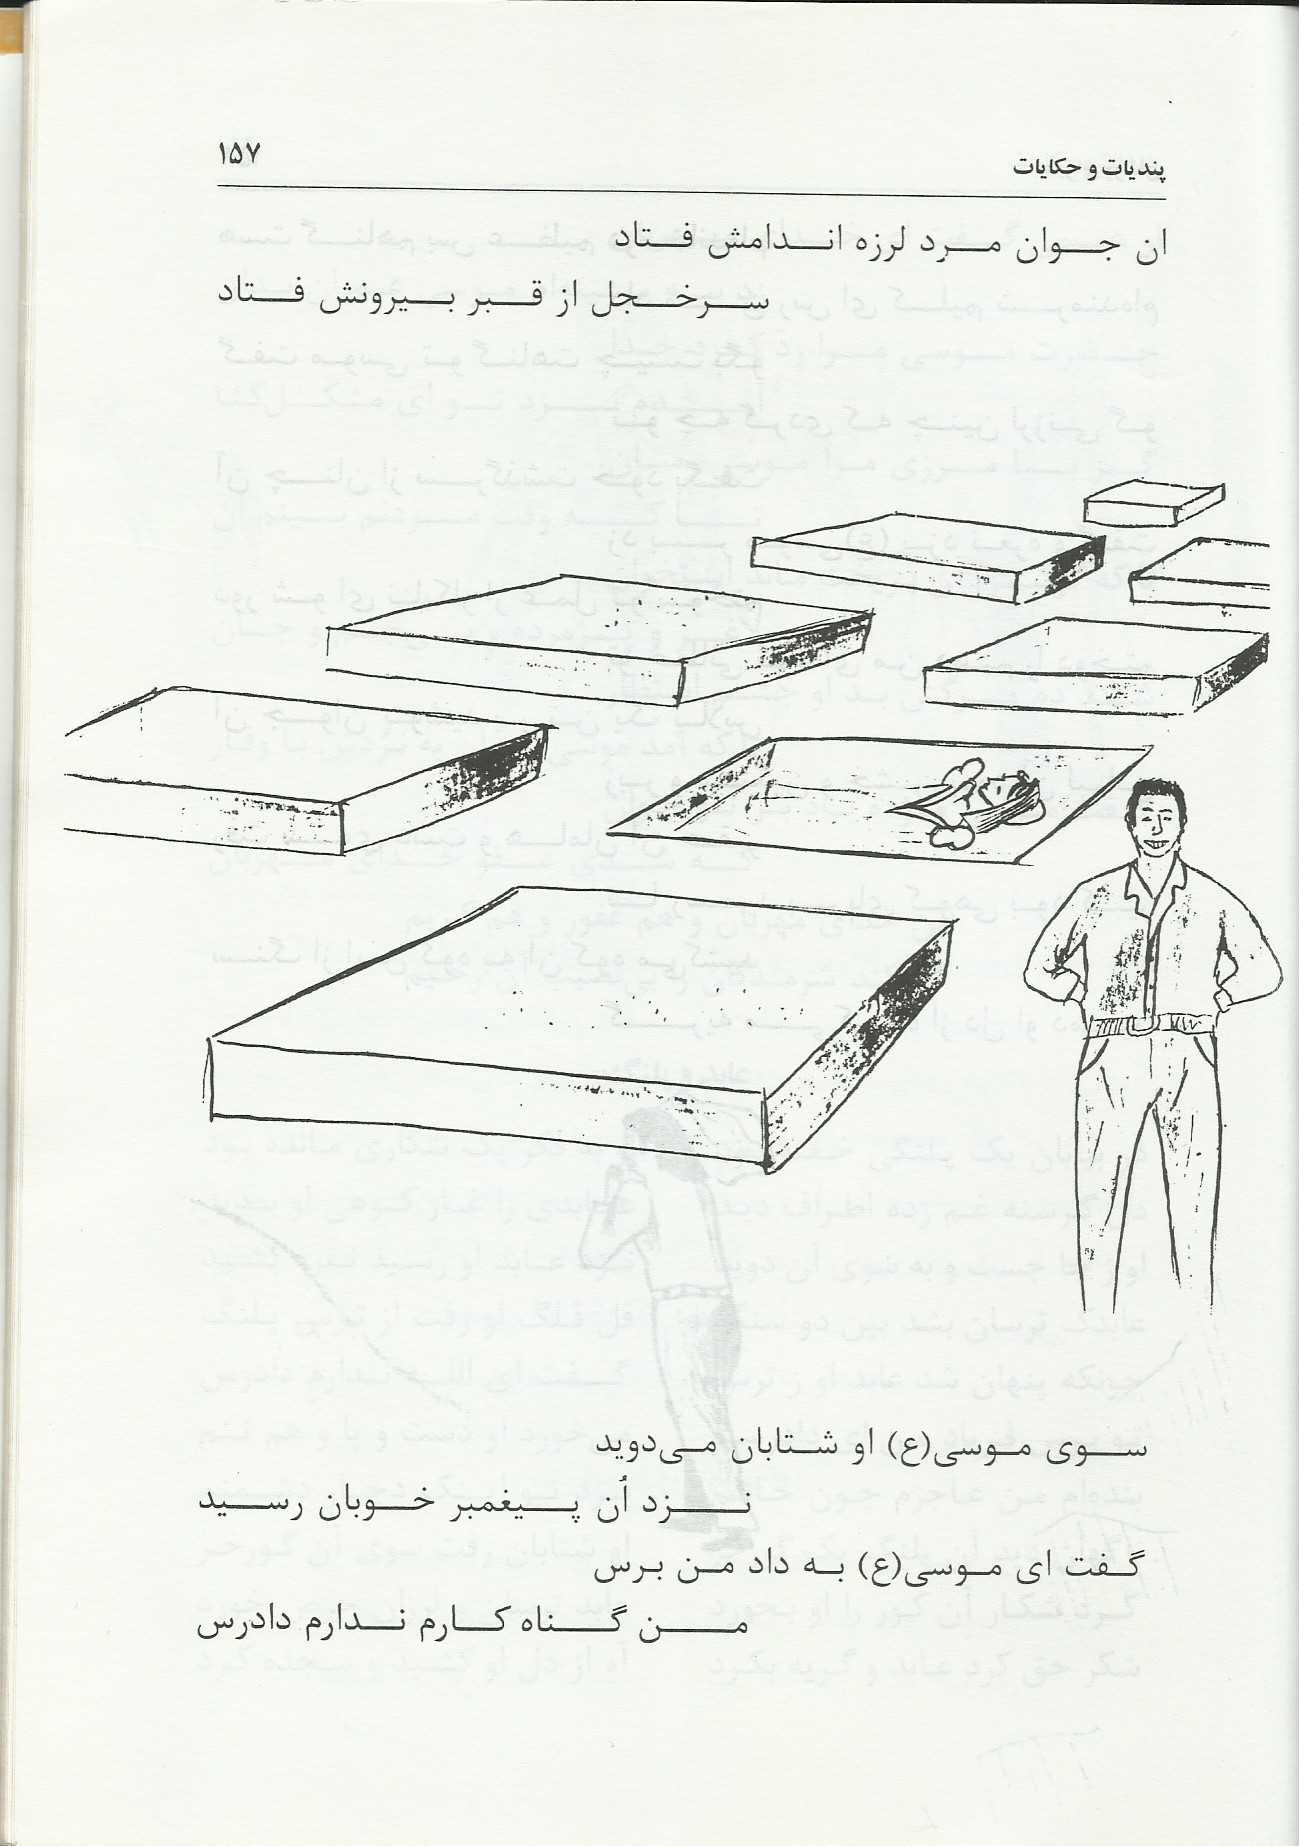 پندیات و حکایات
۱۵۷
ان جوان مرد لرزه اندامش فتاد
سرخجل از قبر بیرونش فتاد
سوی موسی(ع) او شتابان می‌دوید
نزد اُن پیغمبر خوبان رسید
گفت ای موسی(ع) به داد من برس
من گناه کارم ندارم دادرس